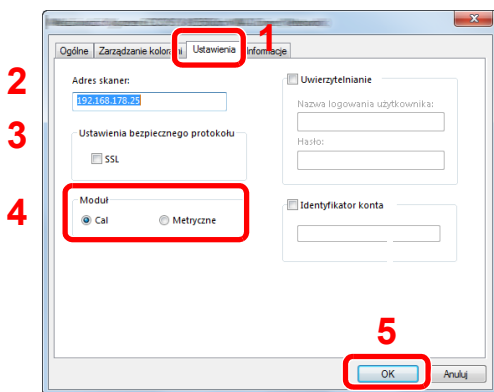 1
Ogólne Zarządzanie kolorami Ustawienia Informacje
2
Adres skaner:
192.168.178.25
3
Ustawienia bezpiecznego protokołu
SSL
4
Moduł
Cal Metryczne
Uwierzytelnianie
Nazwa logowania użytkownika:
Hasło:
Identyfikator konta
5
OK Anuluj